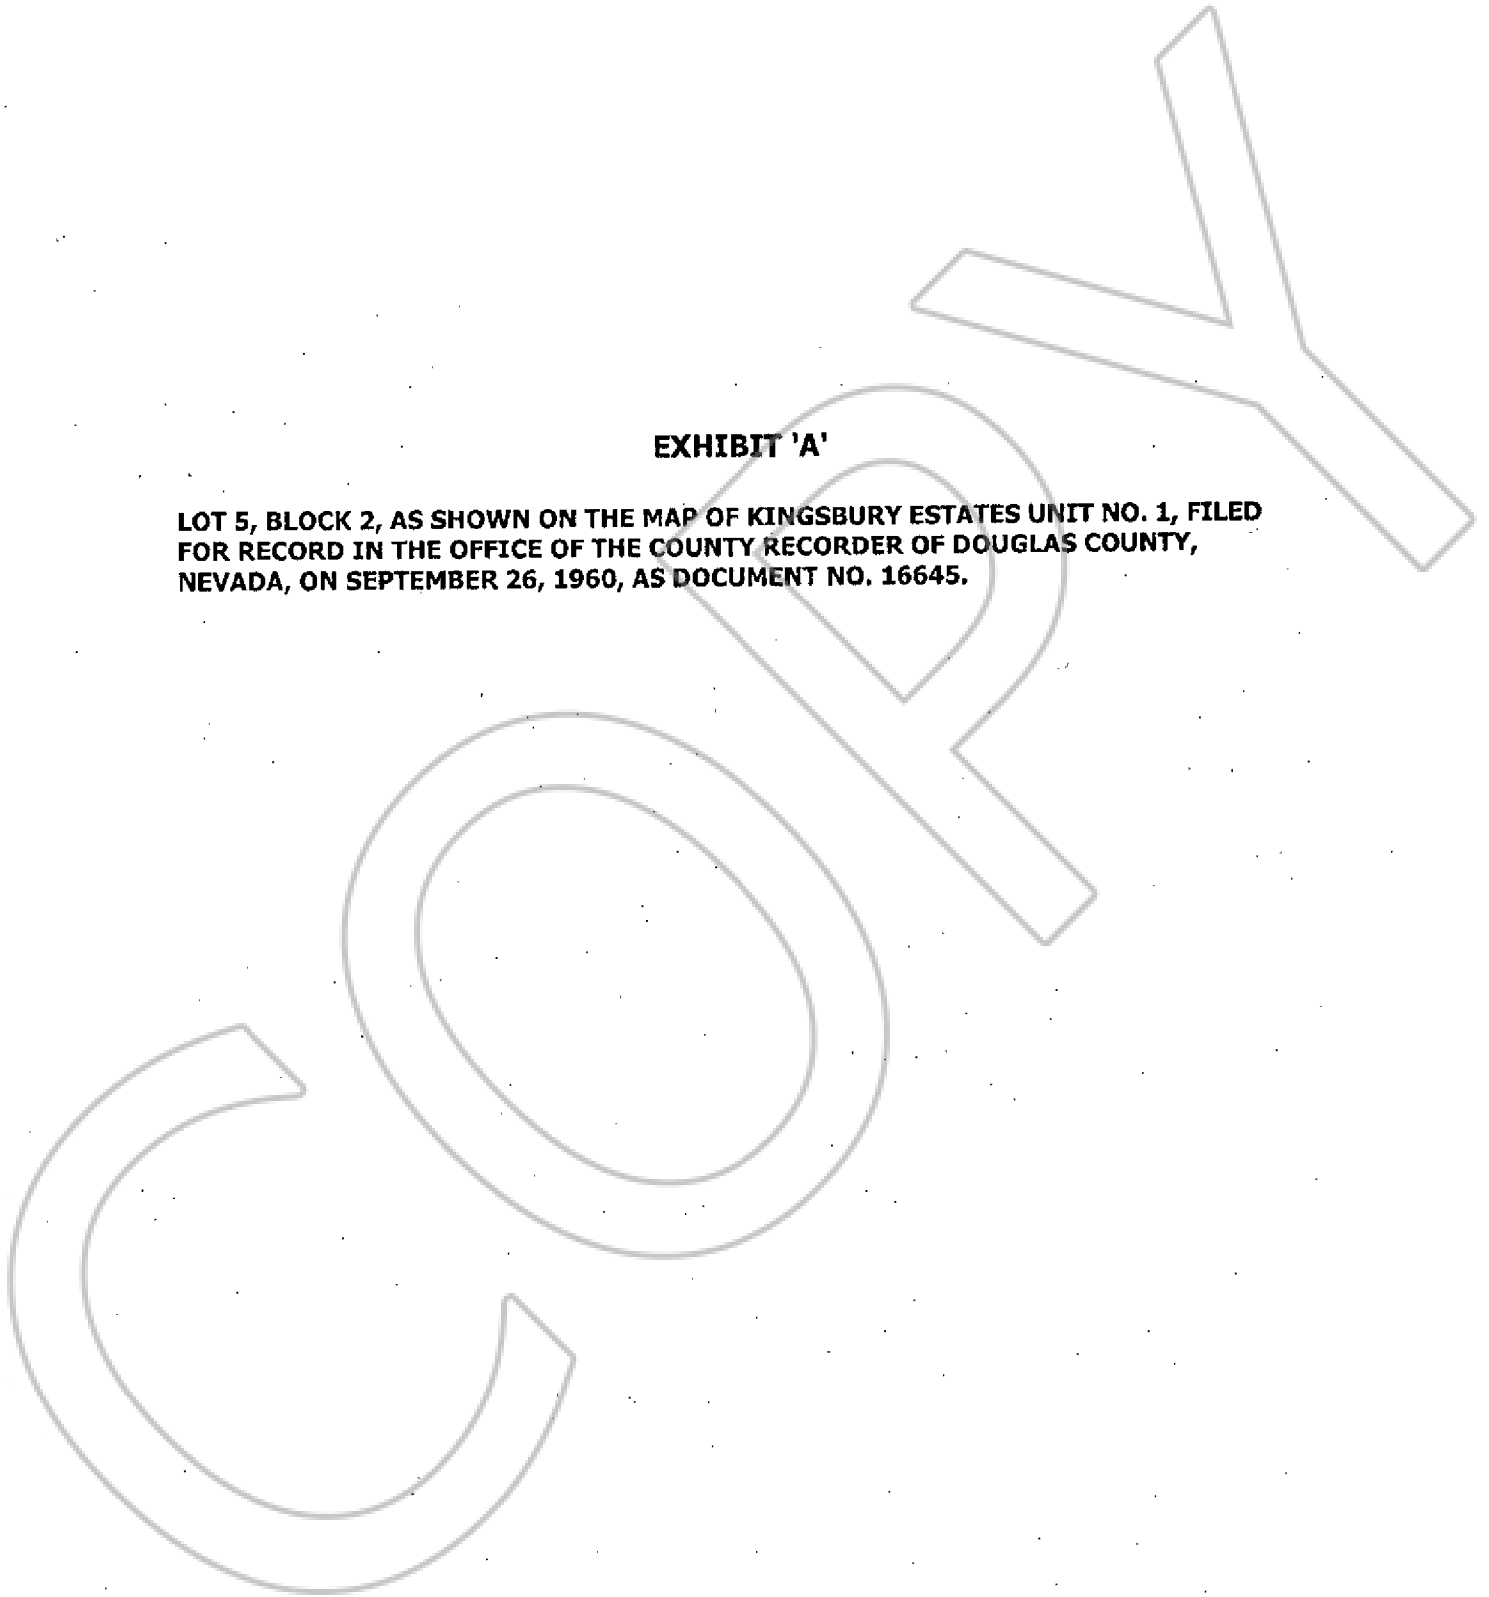 EXHIBIT 'A'
LOT 5, BLOCK 2, AS SHOWN ON THE MAP OF KINGSBURY ESTATES UNIT NO. 1, FILED
FOR RECORD IN THE OFFICE OF THE COUNTY RECORDER OF DOUGLAS COUNTY,
NEVADA, ON SEPTEMBER 26, 1960, AS DOCUMENT NO. 16645.
COPY